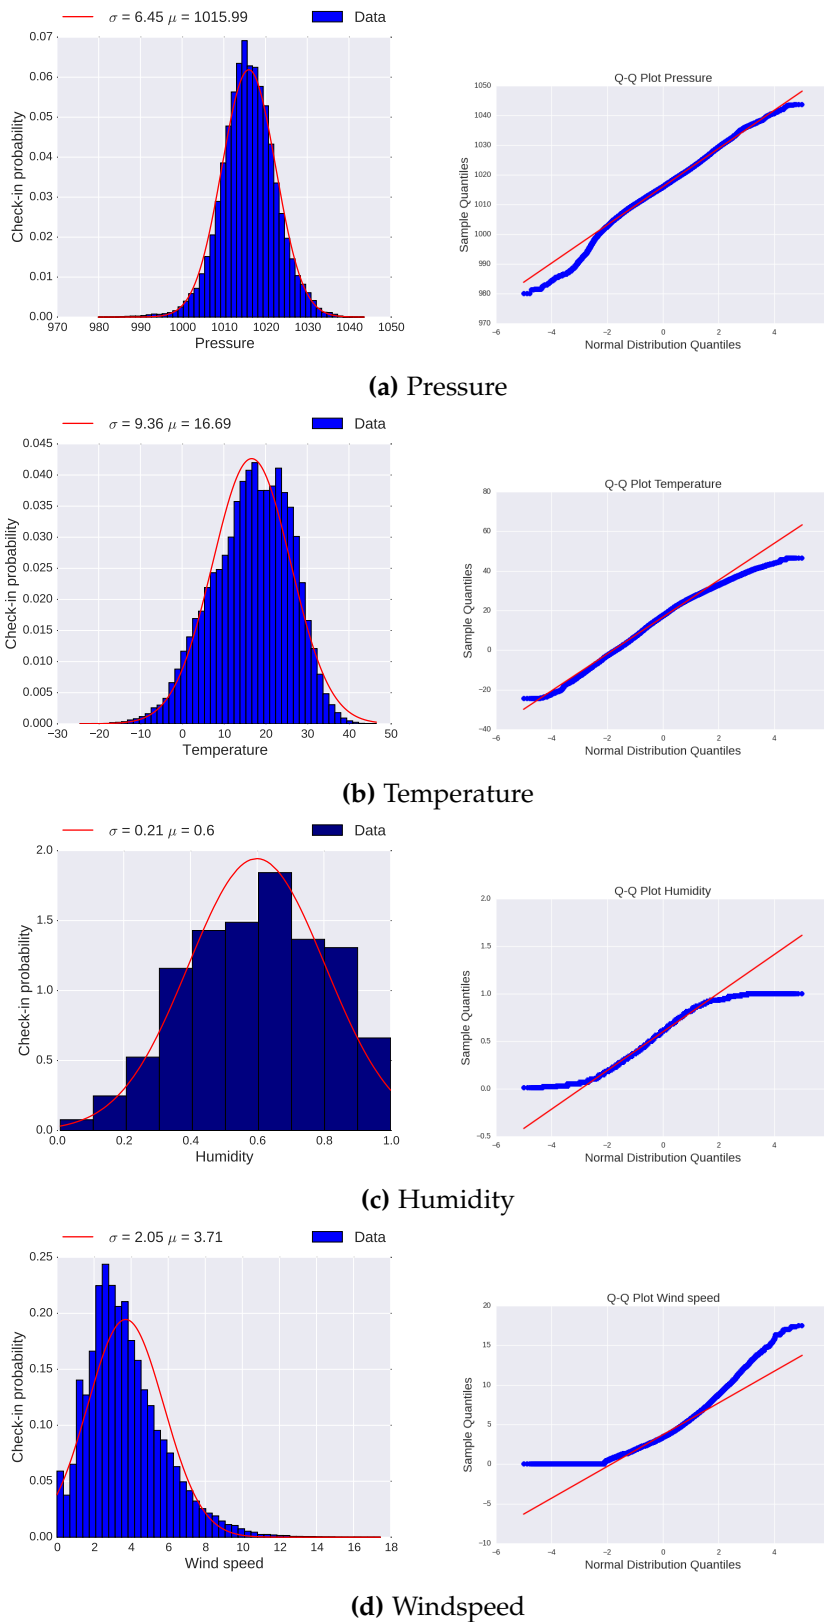 σ = 6.45 μ = 1015.99 Data
0.07
0.06
0.05
0.04
0.03
0.02
0.01
0.00
Check-in probability
970 980 990 1000 1010 1020 1030 1040 1050
Pressure
Q-Q Plot Pressure
1050
1040
1030
1020
1010
1000
990
980
970
Sample Quantiles
−6 −4 −2 0 2 4
Normal Distribution Quantiles
(a) Pressure
σ = 9.36 μ = 16.69 Data
0.045
0.040
0.035
0.030
0.025
0.020
0.015
0.010
0.005
0.000
Check-in probability
−30 −20 −10 0 10 20 30 40 50
Temperature
Q-Q Plot Temperature
80
60
40
20
0
−20
−40
Sample Quantiles
−6 −4 −2 0 2 4
Normal Distribution Quantiles
(b) Temperature
σ = 0.21 μ = 0.6 Data
2.0
1.5
1.0
0.5
0.0
Check-in probability
0.0 0.2 0.4 0.6 0.8 1.0
Humidity
Q-Q Plot Humidity
2.0
1.5
1.0
0.5
0.0
−0.5
Sample Quantiles
−6 −4 −2 0 2 4
Normal Distribution Quantiles
(c) Humidity
σ = 2.05 μ = 3.71 Data
0.25
0.20
0.15
0.10
0.05
0.00
Check-in probability
0 2 4 6 8 10 12 14 16 18
Wind speed
Q-Q Plot Wind speed
20
15
10
5
0
−5
−10
Sample Quantiles
−6 −4 −2 0 2 4
Normal Distribution Quantiles
(d) Windspeed